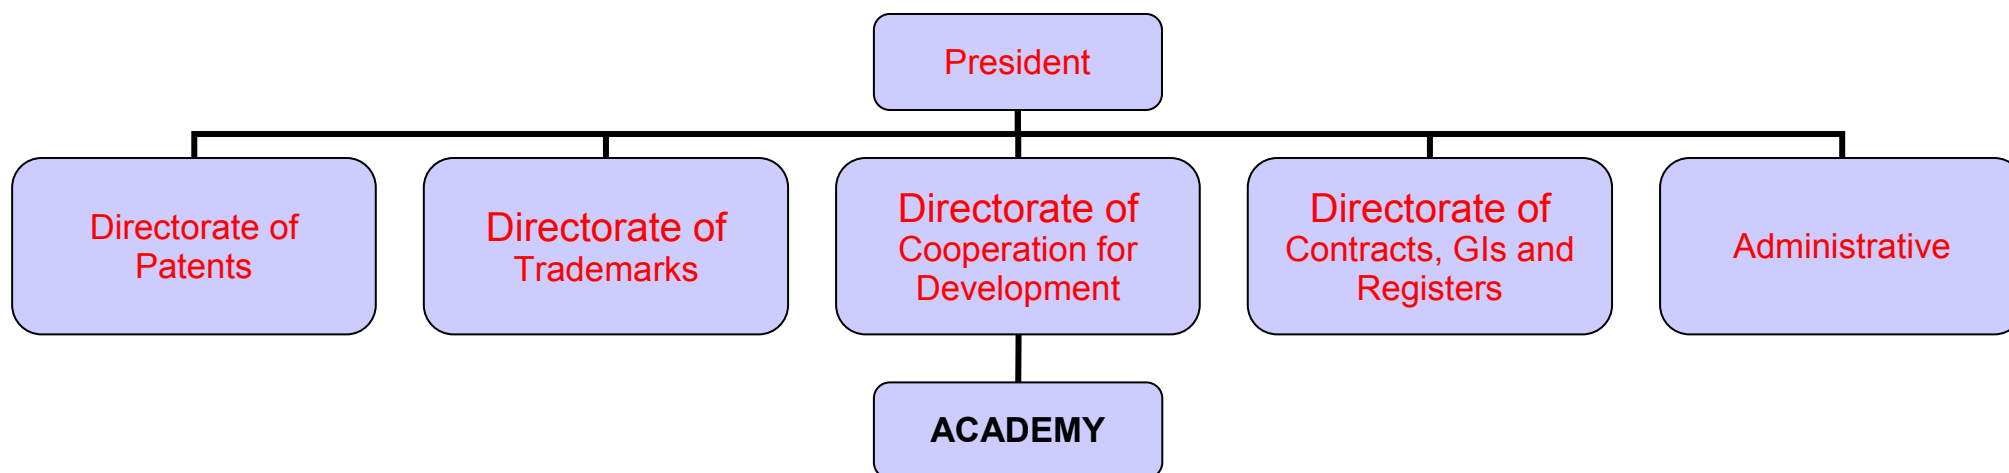 President
Directorate of
Patents
Directorate of
Trademarks
Directorate of
Cooperation for
Development
Directorate of
Contracts, GIs and
Registers
Administrative
ACADEMY